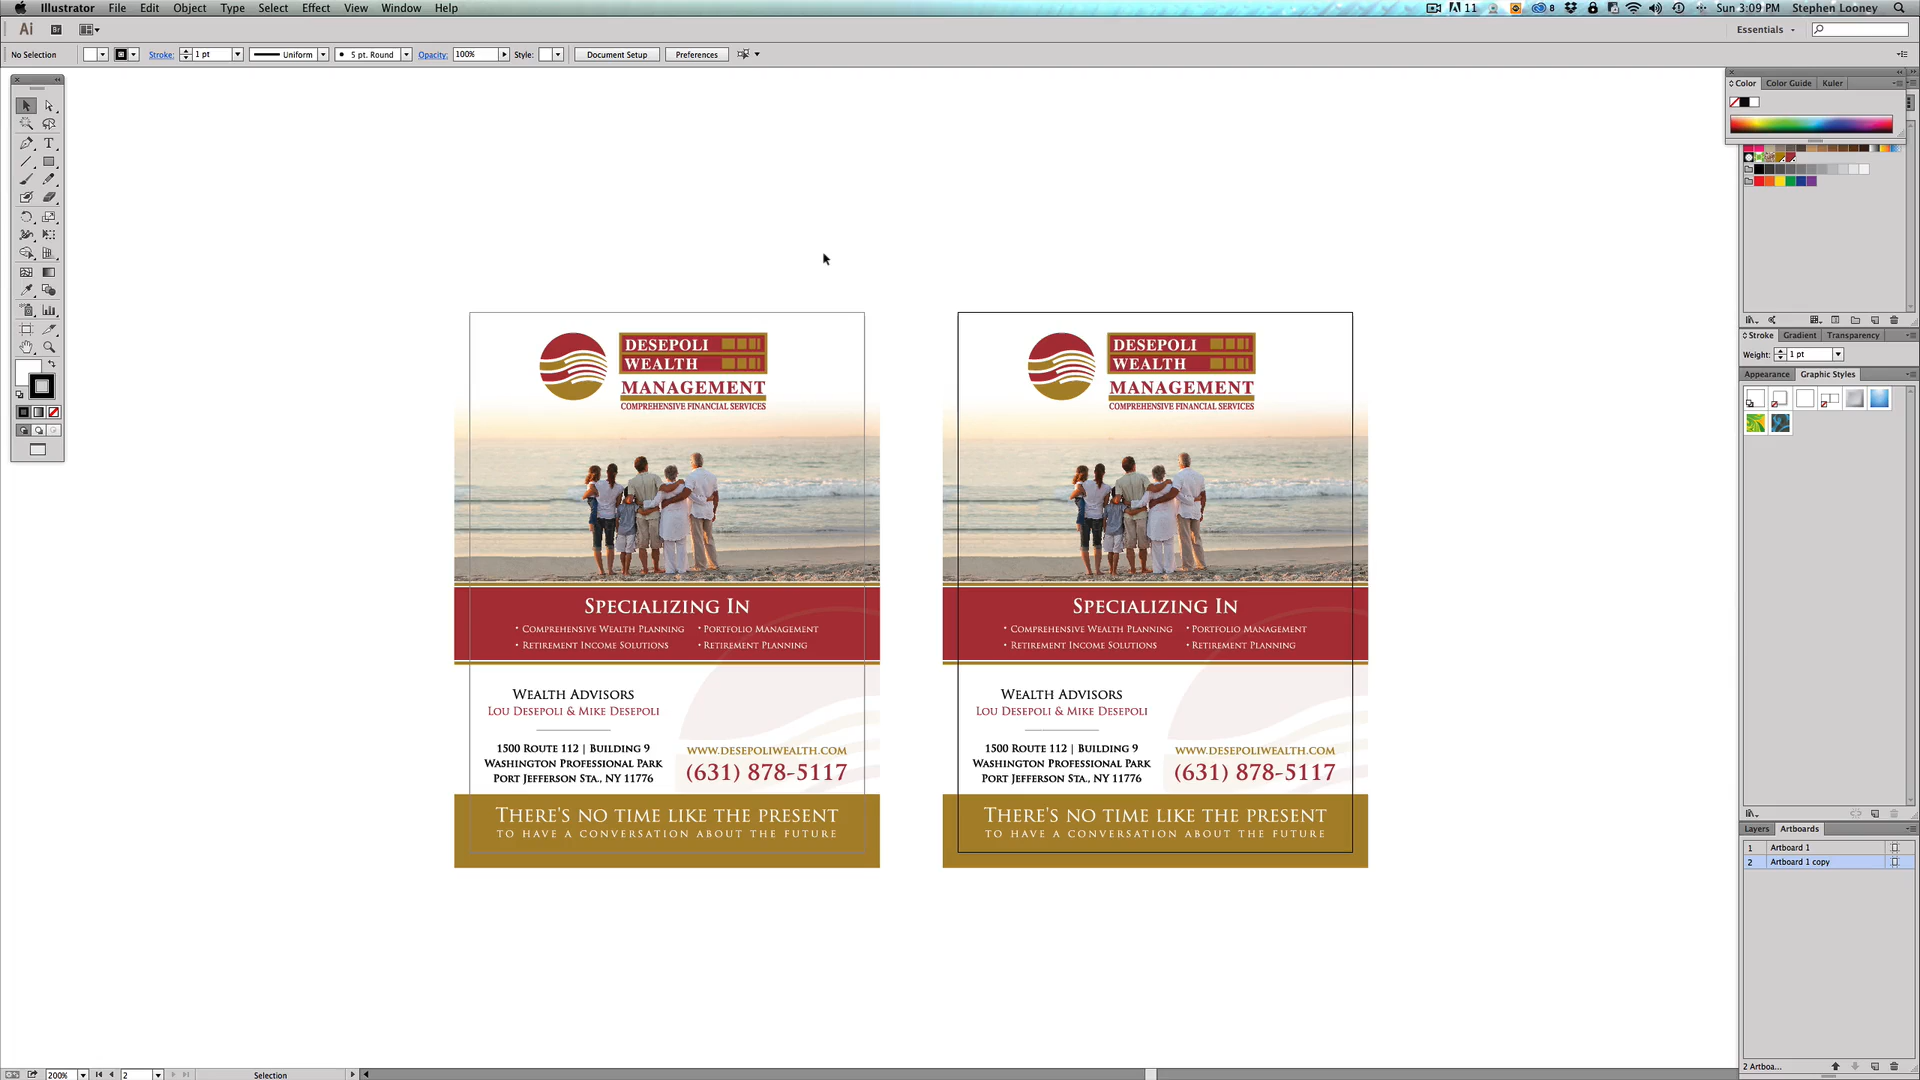 Illustrator File Edit Object Type Select Effect View Window Help
11 8 Sun 3:09 PM Stephen Looney
Ai Br Essentials
No Selection Stroke: 1 pt Uniform 5 pt. Round Opacity: 100% Style: Document Setup Preferences
Color Color Guide Kuler
Stroke Gradient Transparency
Weight: 1 pt
Appearance Graphic Styles
DESEPOLI
WEALTH
MANAGEMENT
COMPREHENSIVE FINANCIAL SERVICES
SPECIALIZING IN
• COMPREHENSIVE WEALTH PLANNING • PORTFOLIO MANAGEMENT
• RETIREMENT INCOME SOLUTIONS • RETIREMENT PLANNING
WEALTH ADVISORS
LOU DESEPOLI & MIKE DESEPOLI
1500 ROUTE 112 | BUILDING 9
WASHINGTON PROFESSIONAL PARK
PORT JEFFERSON STA., NY 11776
WWW.DESEPOLIWEALTH.COM
(631) 878-5117
THERE'S NO TIME LIKE THE PRESENT
TO HAVE A CONVERSATION ABOUT THE FUTURE
DESEPOLI
WEALTH
MANAGEMENT
COMPREHENSIVE FINANCIAL SERVICES
SPECIALIZING IN
• COMPREHENSIVE WEALTH PLANNING • PORTFOLIO MANAGEMENT
• RETIREMENT INCOME SOLUTIONS • RETIREMENT PLANNING
WEALTH ADVISORS
LOU DESEPOLI & MIKE DESEPOLI
1500 ROUTE 112 | BUILDING 9
WASHINGTON PROFESSIONAL PARK
PORT JEFFERSON STA., NY 11776
WWW.DESEPOLIWEALTH.COM
(631) 878-5117
THERE'S NO TIME LIKE THE PRESENT
TO HAVE A CONVERSATION ABOUT THE FUTURE
Layers Artboards
1 Artboard 1
2 Artboard 1 copy
2 Artboa...
200% 2 Selection